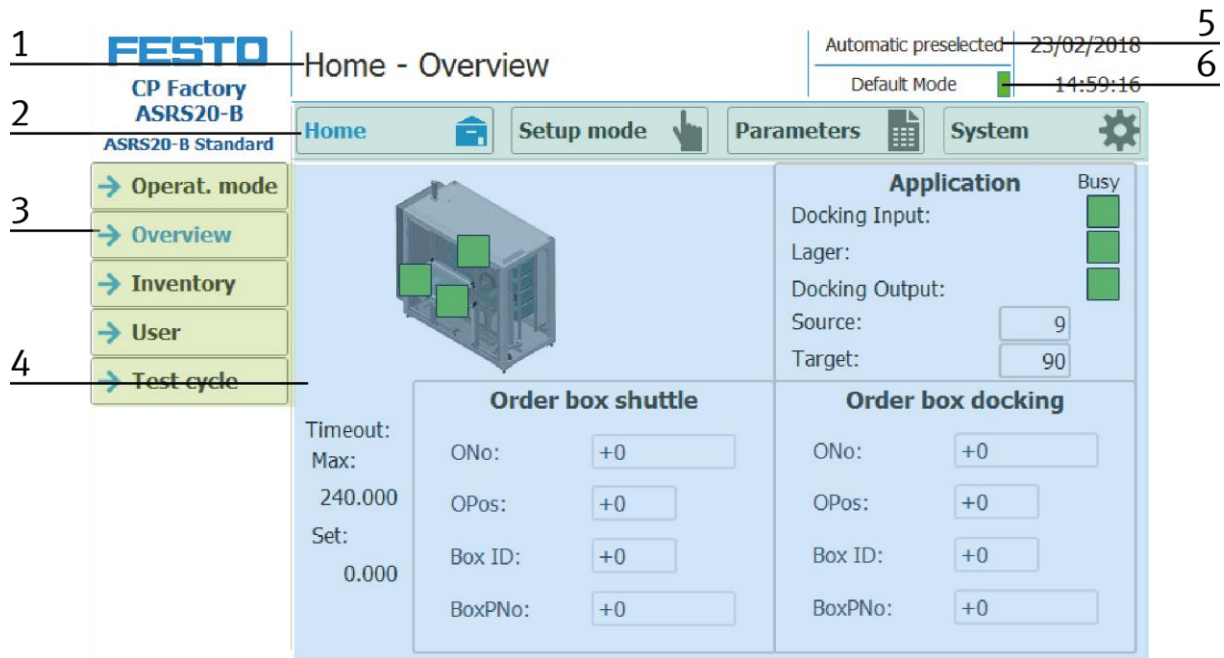 1
2
3
4
5
6
FESTO
CP Factory
ASRS20-B
ASRS20-B Standard
Home - Overview
Automatic preselected
23/02/2018
Default Mode
14:59:16
Home
Setup mode
Parameters
System
Operat. mode
Overview
Inventory
User
Test cycle
Application
Busy
Docking Input:
Lager:
Docking Output:
Source:
9
Target:
90
Timeout:
Max:
240.000
Set:
0.000
Order box shuttle
ONo:
+0
OPos:
+0
Box ID:
+0
BoxPNo:
+0
Order box docking
ONo:
+0
OPos:
+0
Box ID:
+0
BoxPNo:
+0